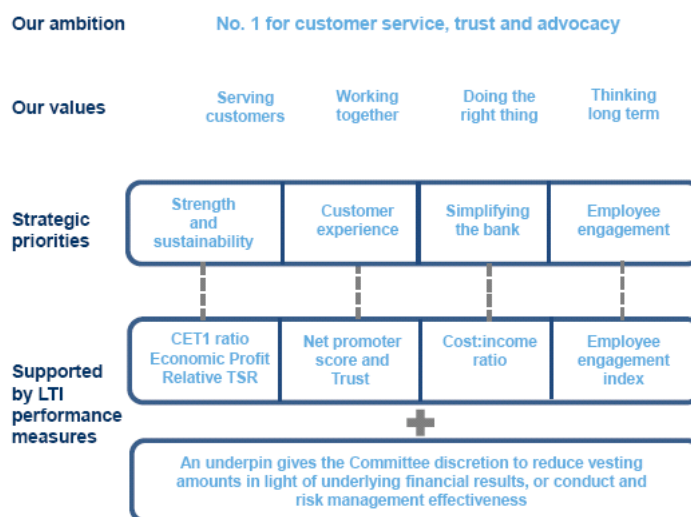 Our ambition
No. 1 for customer service, trust and advocacy
Our values
Serving
customers
Working
together
Doing the
right thing
Thinking
long term
Strategic
priorities
Strength
and
sustainability
Customer
experience
Simplifying
the bank
Employee
engagement
Supported
by LTI
performance
measures
CET1 ratio
Economic Profit
Relative TSR
Net promoter
score and
Trust
Cost:income
ratio
Employee
engagement
index
An underpin gives the Committee discretion to reduce vesting
amounts in light of underlying financial results, or conduct and
risk management effectiveness